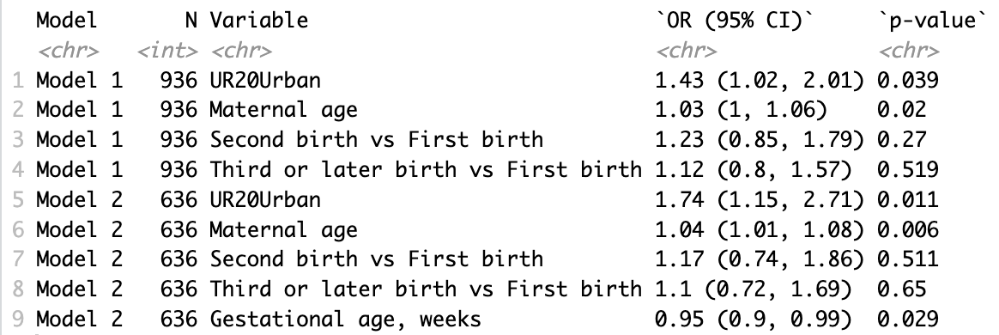 Model N Variable `OR (95% CI)` `p-value`
<chr> <int> <chr> <chr> <chr>
1 Model 1 936 UR20Urban 1.43 (1.02, 2.01) 0.039
2 Model 1 936 Maternal age 1.03 (1, 1.06) 0.02
3 Model 1 936 Second birth vs First birth 1.23 (0.85, 1.79) 0.27
4 Model 1 936 Third or later birth vs First birth 1.12 (0.8, 1.57) 0.519
5 Model 2 636 UR20Urban 1.74 (1.15, 2.71) 0.011
6 Model 2 636 Maternal age 1.04 (1.01, 1.08) 0.006
7 Model 2 636 Second birth vs First birth 1.17 (0.74, 1.86) 0.511
8 Model 2 636 Third or later birth vs First birth 1.1 (0.72, 1.69) 0.65
9 Model 2 636 Gestational age, weeks 0.95 (0.9, 0.99) 0.029